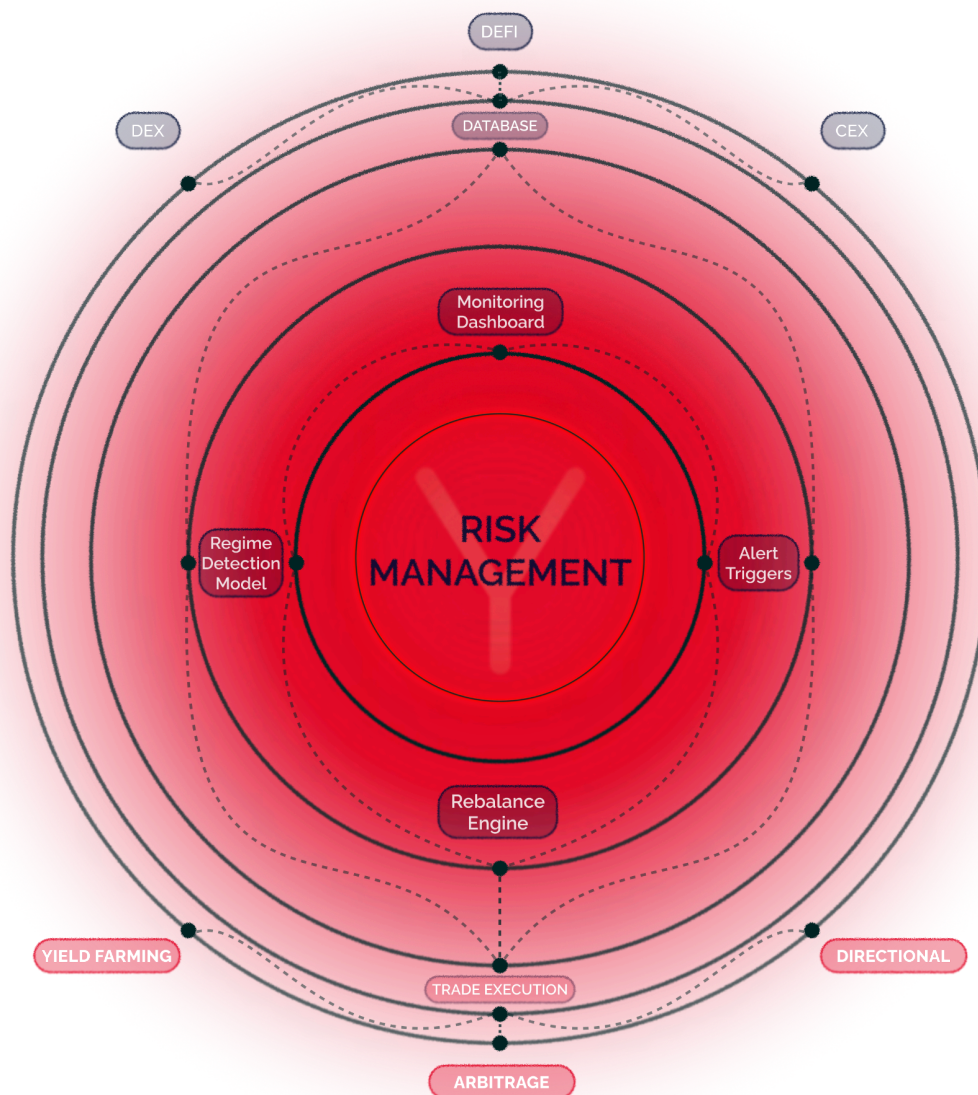 DEFI
DEX
CEX
DATABASE
Monitoring
Dashboard
RISK
MANAGEMENT
Regime
Detection
Model
Alert
Triggers
Rebalance
Engine
YIELD FARMING
DIRECTIONAL
TRADE EXECUTION
ARBITRAGE